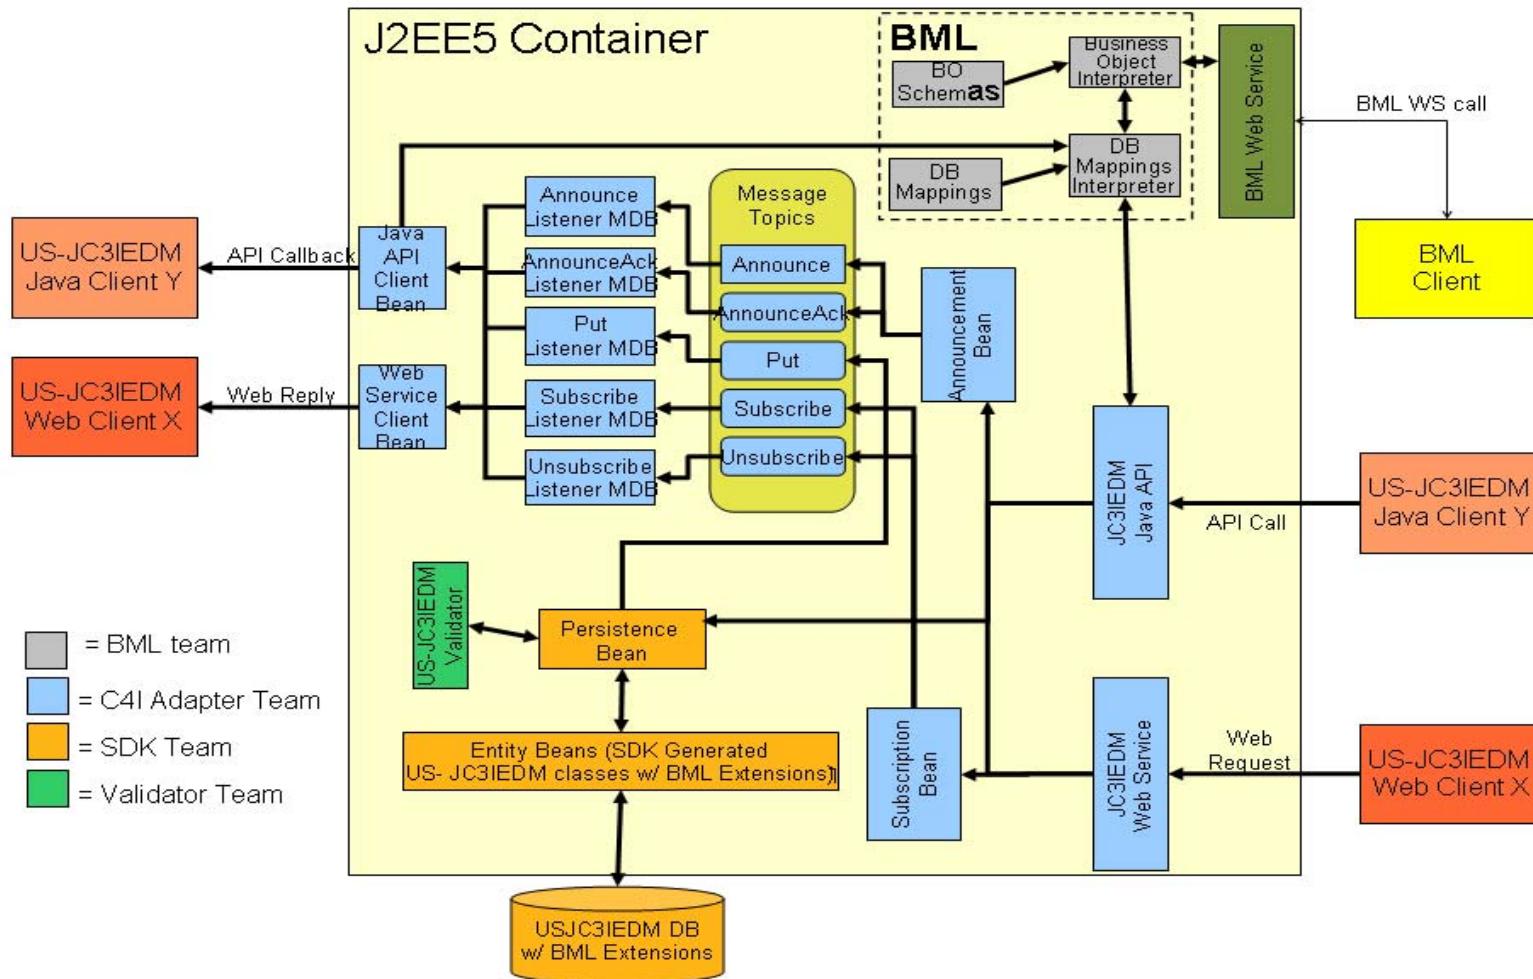 J2EE5 Container
BML
BO
Schemas
Business
Object
Interpreter
DB
Mappings
DB
Mappings
Interpreter
BML Web Service
BML WS call
BML
Client
US-JC3IEDM
Java Client Y
API Callback
Java
API
Client
Bean
US-JC3IEDM
Web Client X
Web Reply
Web
Service
Client
Bean
Announce
Listener MDB
AnnounceAck
Listener MDB
Put
Listener MDB
Subscribe
Listener MDB
Unsubscribe
Listener MDB
Message
Topics
Announce
AnnounceAck
Put
Subscribe
Unsubscribe
Announcement
Bean
JC3IEDM
Java API
API Call
US-JC3IEDM
Java Client Y
US-JC3IEDM
Validator
Persistence
Bean
Entity Beans (SDK Generated
US- JC3IEDM classes w/ BML Extensions)
Subscription
Bean
JC3IEDM
Web Service
Web
Request
US-JC3IEDM
Web Client X
USJC3IEDM DB
w/ BML Extensions
= BML team
= C4I Adapter Team
= SDK Team
= Validator Team